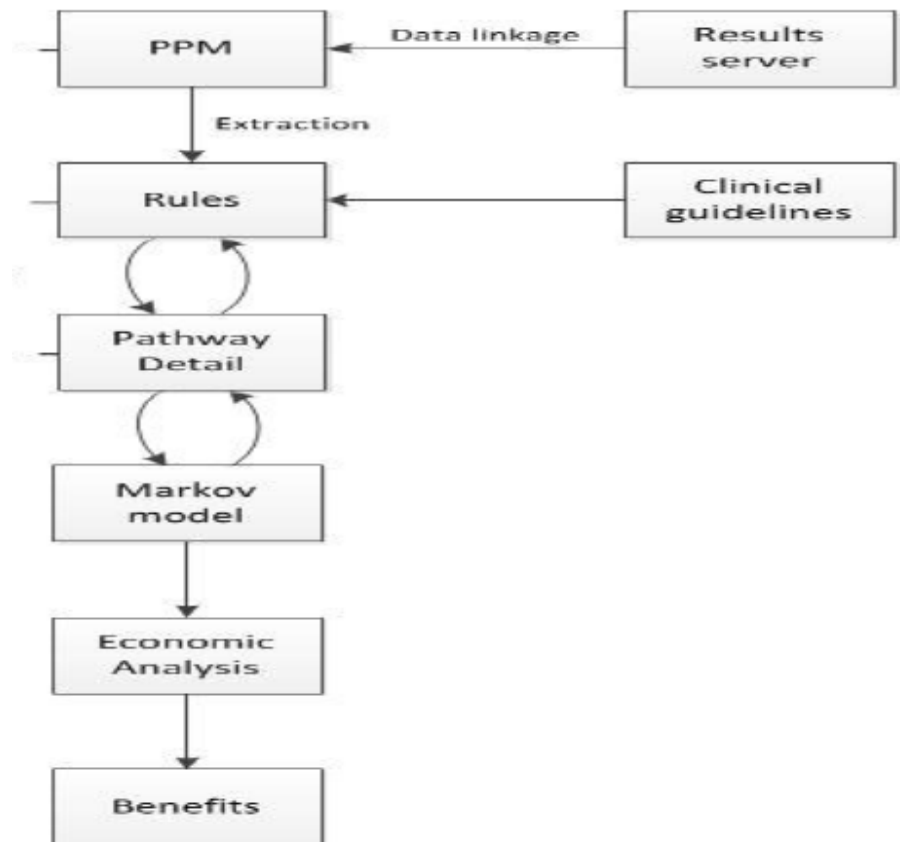 PPM
Data linkage
Results
server
Extraction
Rules
Clinical
guidelines
Pathway
Detail
Markov
model
Economic
Analysis
Benefits